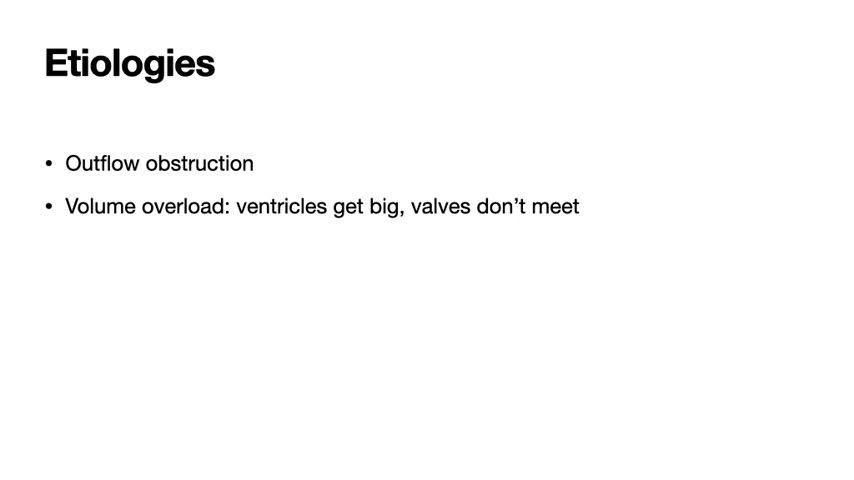 Etiologies
• Outflow obstruction
• Volume overload: ventricles get big, valves don’t meet